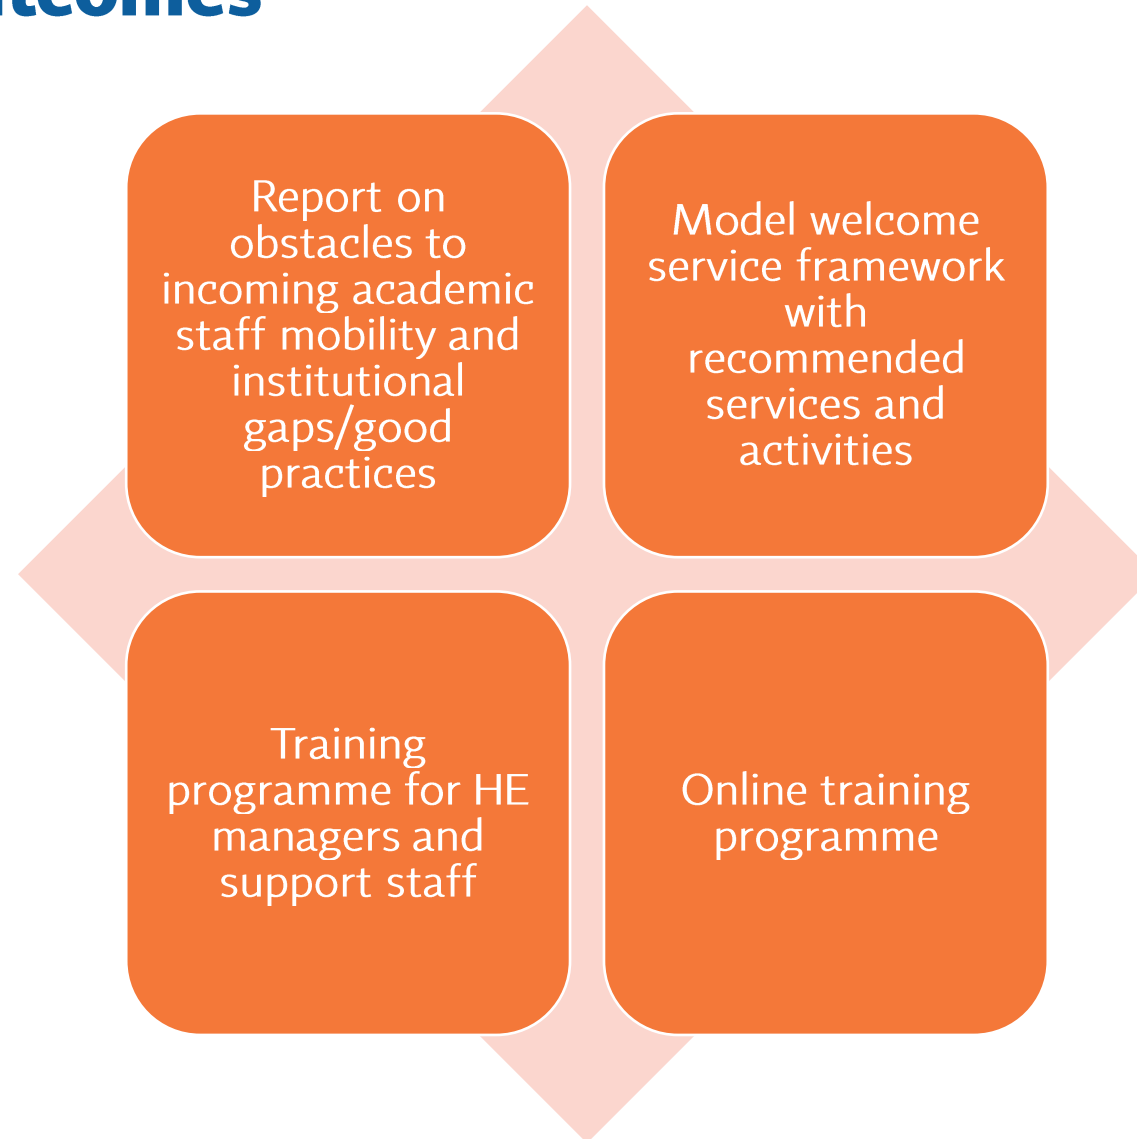 Report on
obstacles to
incoming academic
staff mobility and
institutional
gaps/good
practices
Model welcome
service framework
with
recommended
services and
activities
Training
programme for HE
managers and
support staff
Online training
programme